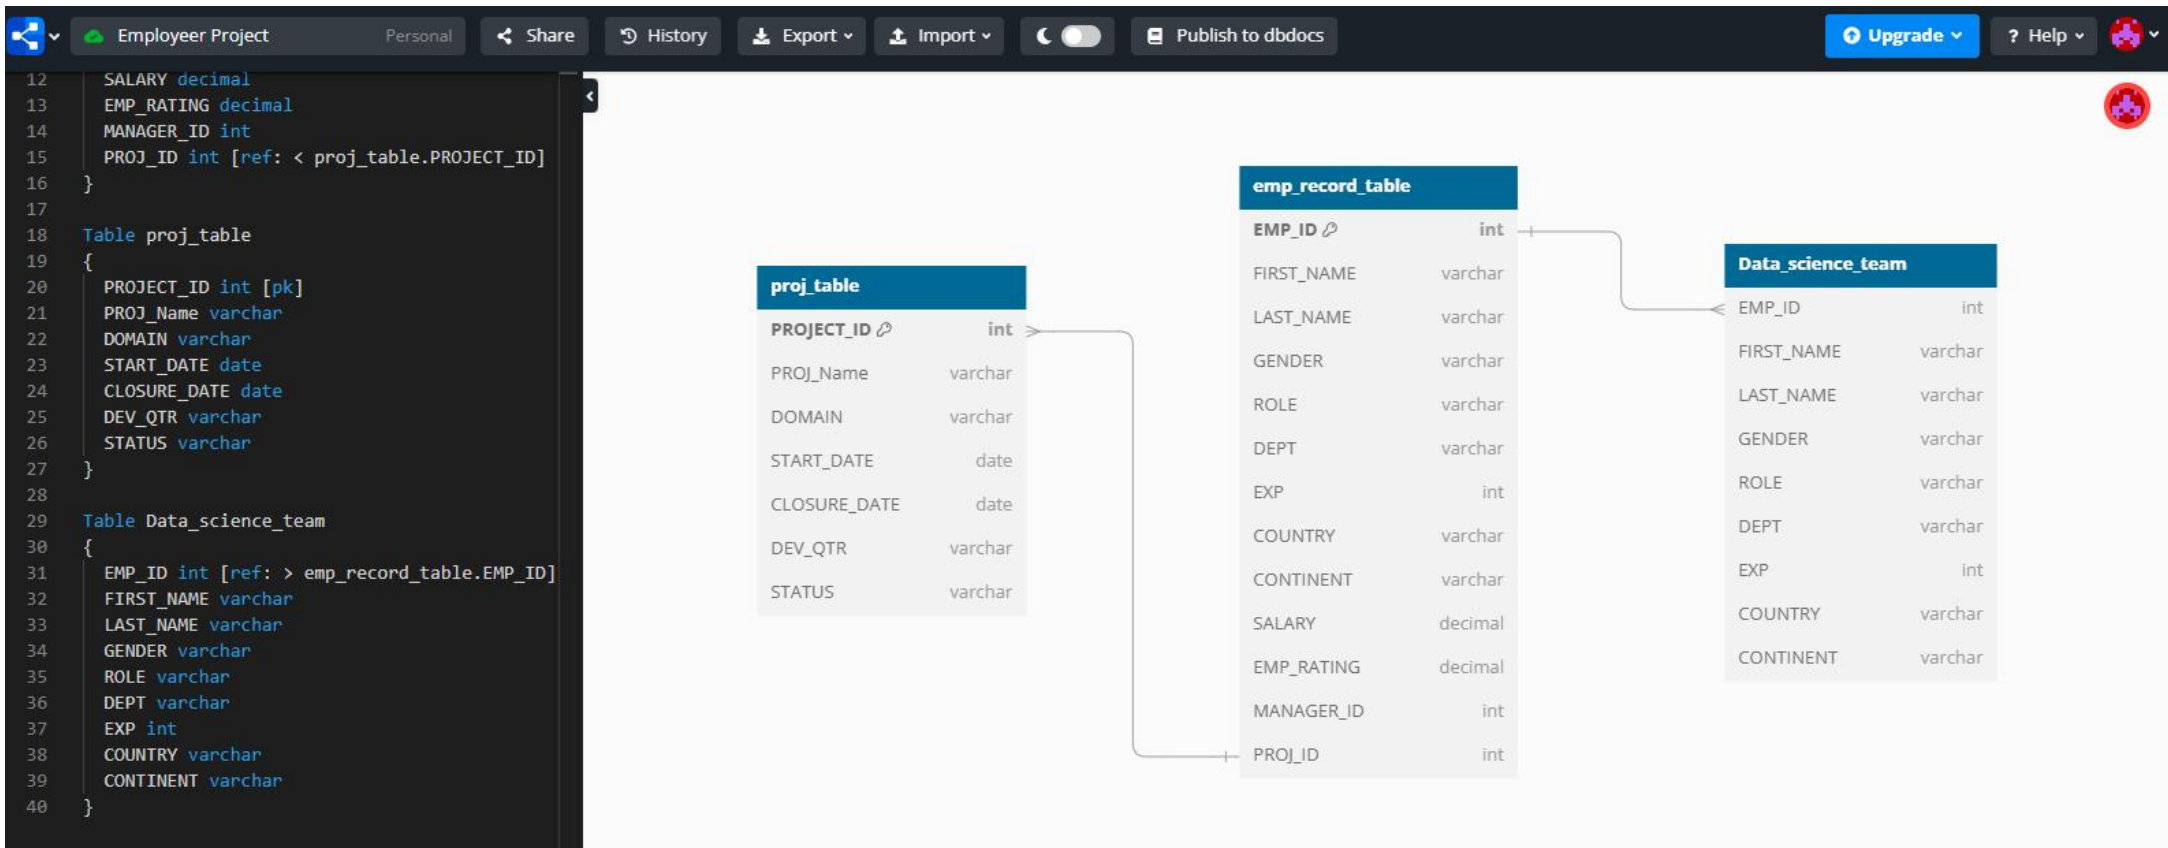 Employeer Project Personal Share History Export Import Publish to dbdocs Upgrade ? Help
12 SALARY decimal
13 EMP_RATING decimal
14 MANAGER_ID int
15 PROJ_ID int [ref: < proj_table.PROJECT_ID]
16 }
17
18 Table proj_table
19 {
20 PROJECT_ID int [pk]
21 PROJ_Name varchar
22 DOMAIN varchar
23 START_DATE date
24 CLOSURE_DATE date
25 DEV_QTR varchar
26 STATUS varchar
27 }
28
29 Table Data_science_team
30 {
31 EMP_ID int [ref: > emp_record_table.EMP_ID]
32 FIRST_NAME varchar
33 LAST_NAME varchar
34 GENDER varchar
35 ROLE varchar
36 DEPT varchar
37 EXP int
38 COUNTRY varchar
39 CONTINENT varchar
40 }
proj_table
PROJECT_ID int
PROJ_Name varchar
DOMAIN varchar
START_DATE date
CLOSURE_DATE date
DEV_QTR varchar
STATUS varchar
emp_record_table
EMP_ID int
FIRST_NAME varchar
LAST_NAME varchar
GENDER varchar
ROLE varchar
DEPT varchar
EXP int
COUNTRY varchar
CONTINENT varchar
SALARY decimal
EMP_RATING decimal
MANAGER_ID int
PROJ_ID int
Data_science_team
EMP_ID int
FIRST_NAME varchar
LAST_NAME varchar
GENDER varchar
ROLE varchar
DEPT varchar
EXP int
COUNTRY varchar
CONTINENT varchar